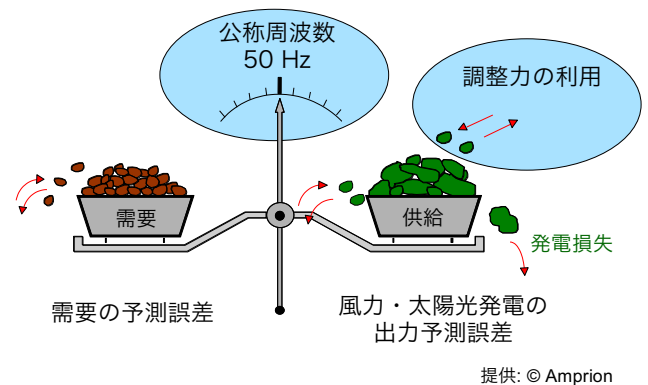 公称周波数
50 Hz
調整力の利用
需要
供給
発電損失
需要の予測誤差
風力・太陽光発電の
出力予測誤差
提供: © Amprion